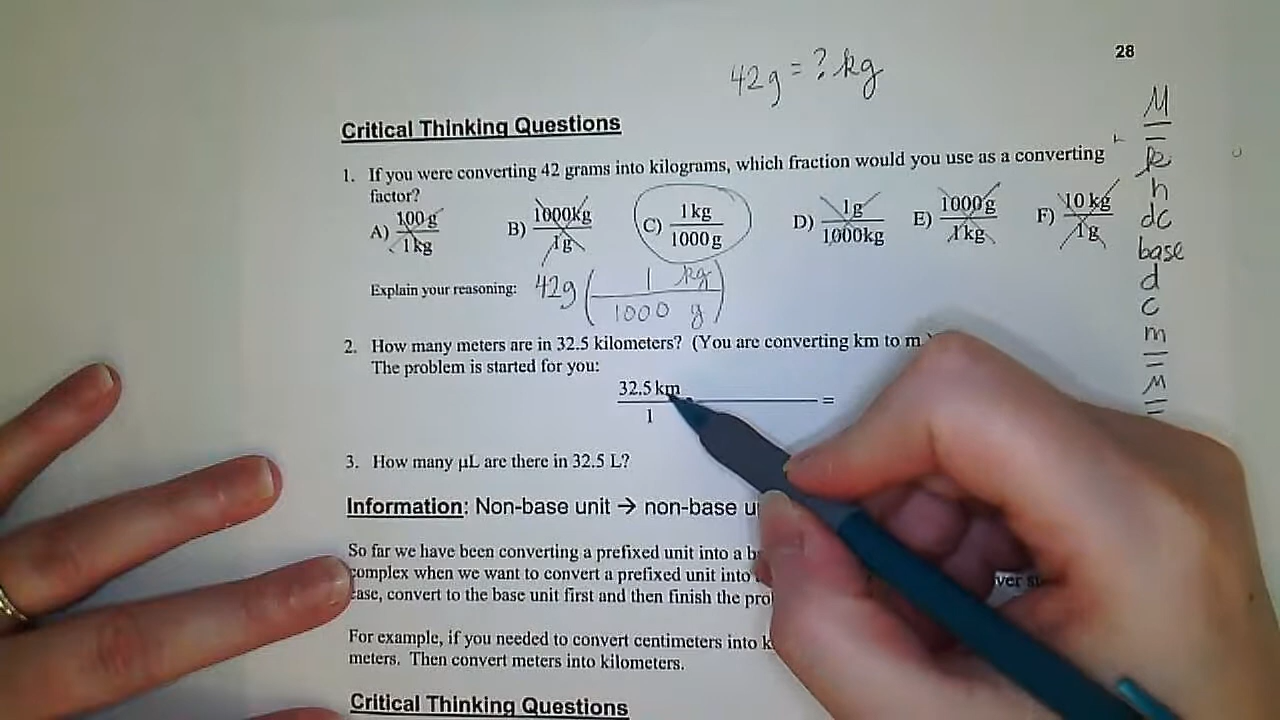 28
42g = ? kg
Critical Thinking Questions
1. If you were converting 42 grams into kilograms, which fraction would you use as a converting
factor?
A) 100 g / 1 kg B) 1000kg / 1g C) 1 kg / 1000 g D) 1g / 1000kg E) 1000 g / 1 kg F) 10 kg / 1g
Explain your reasoning: 42g ( 1 kg / 1000 g )
2. How many meters are in 32.5 kilometers? (You are converting km to m
The problem is started for you:
32.5 km / 1 · ——— =
3. How many µL are there in 32.5 L?
Information: Non-base unit → non-base
So far we have been converting a prefixed unit into a
complex when we want to convert a prefixed unit into
case, convert to the base unit first and then finish the
For example, if you needed to convert centimeters into
meters. Then convert meters into kilometers.
Critical Thinking Questions
M
k
h
dc
base
d
c
m
M